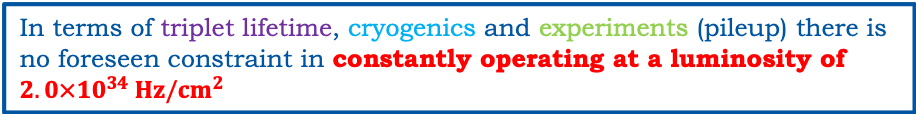 In terms of triplet lifetime, cryogenics and experiments (pileup) there is
no foreseen constraint in constantly operating at a luminosity of
2.0×10³⁴ Hz/cm²